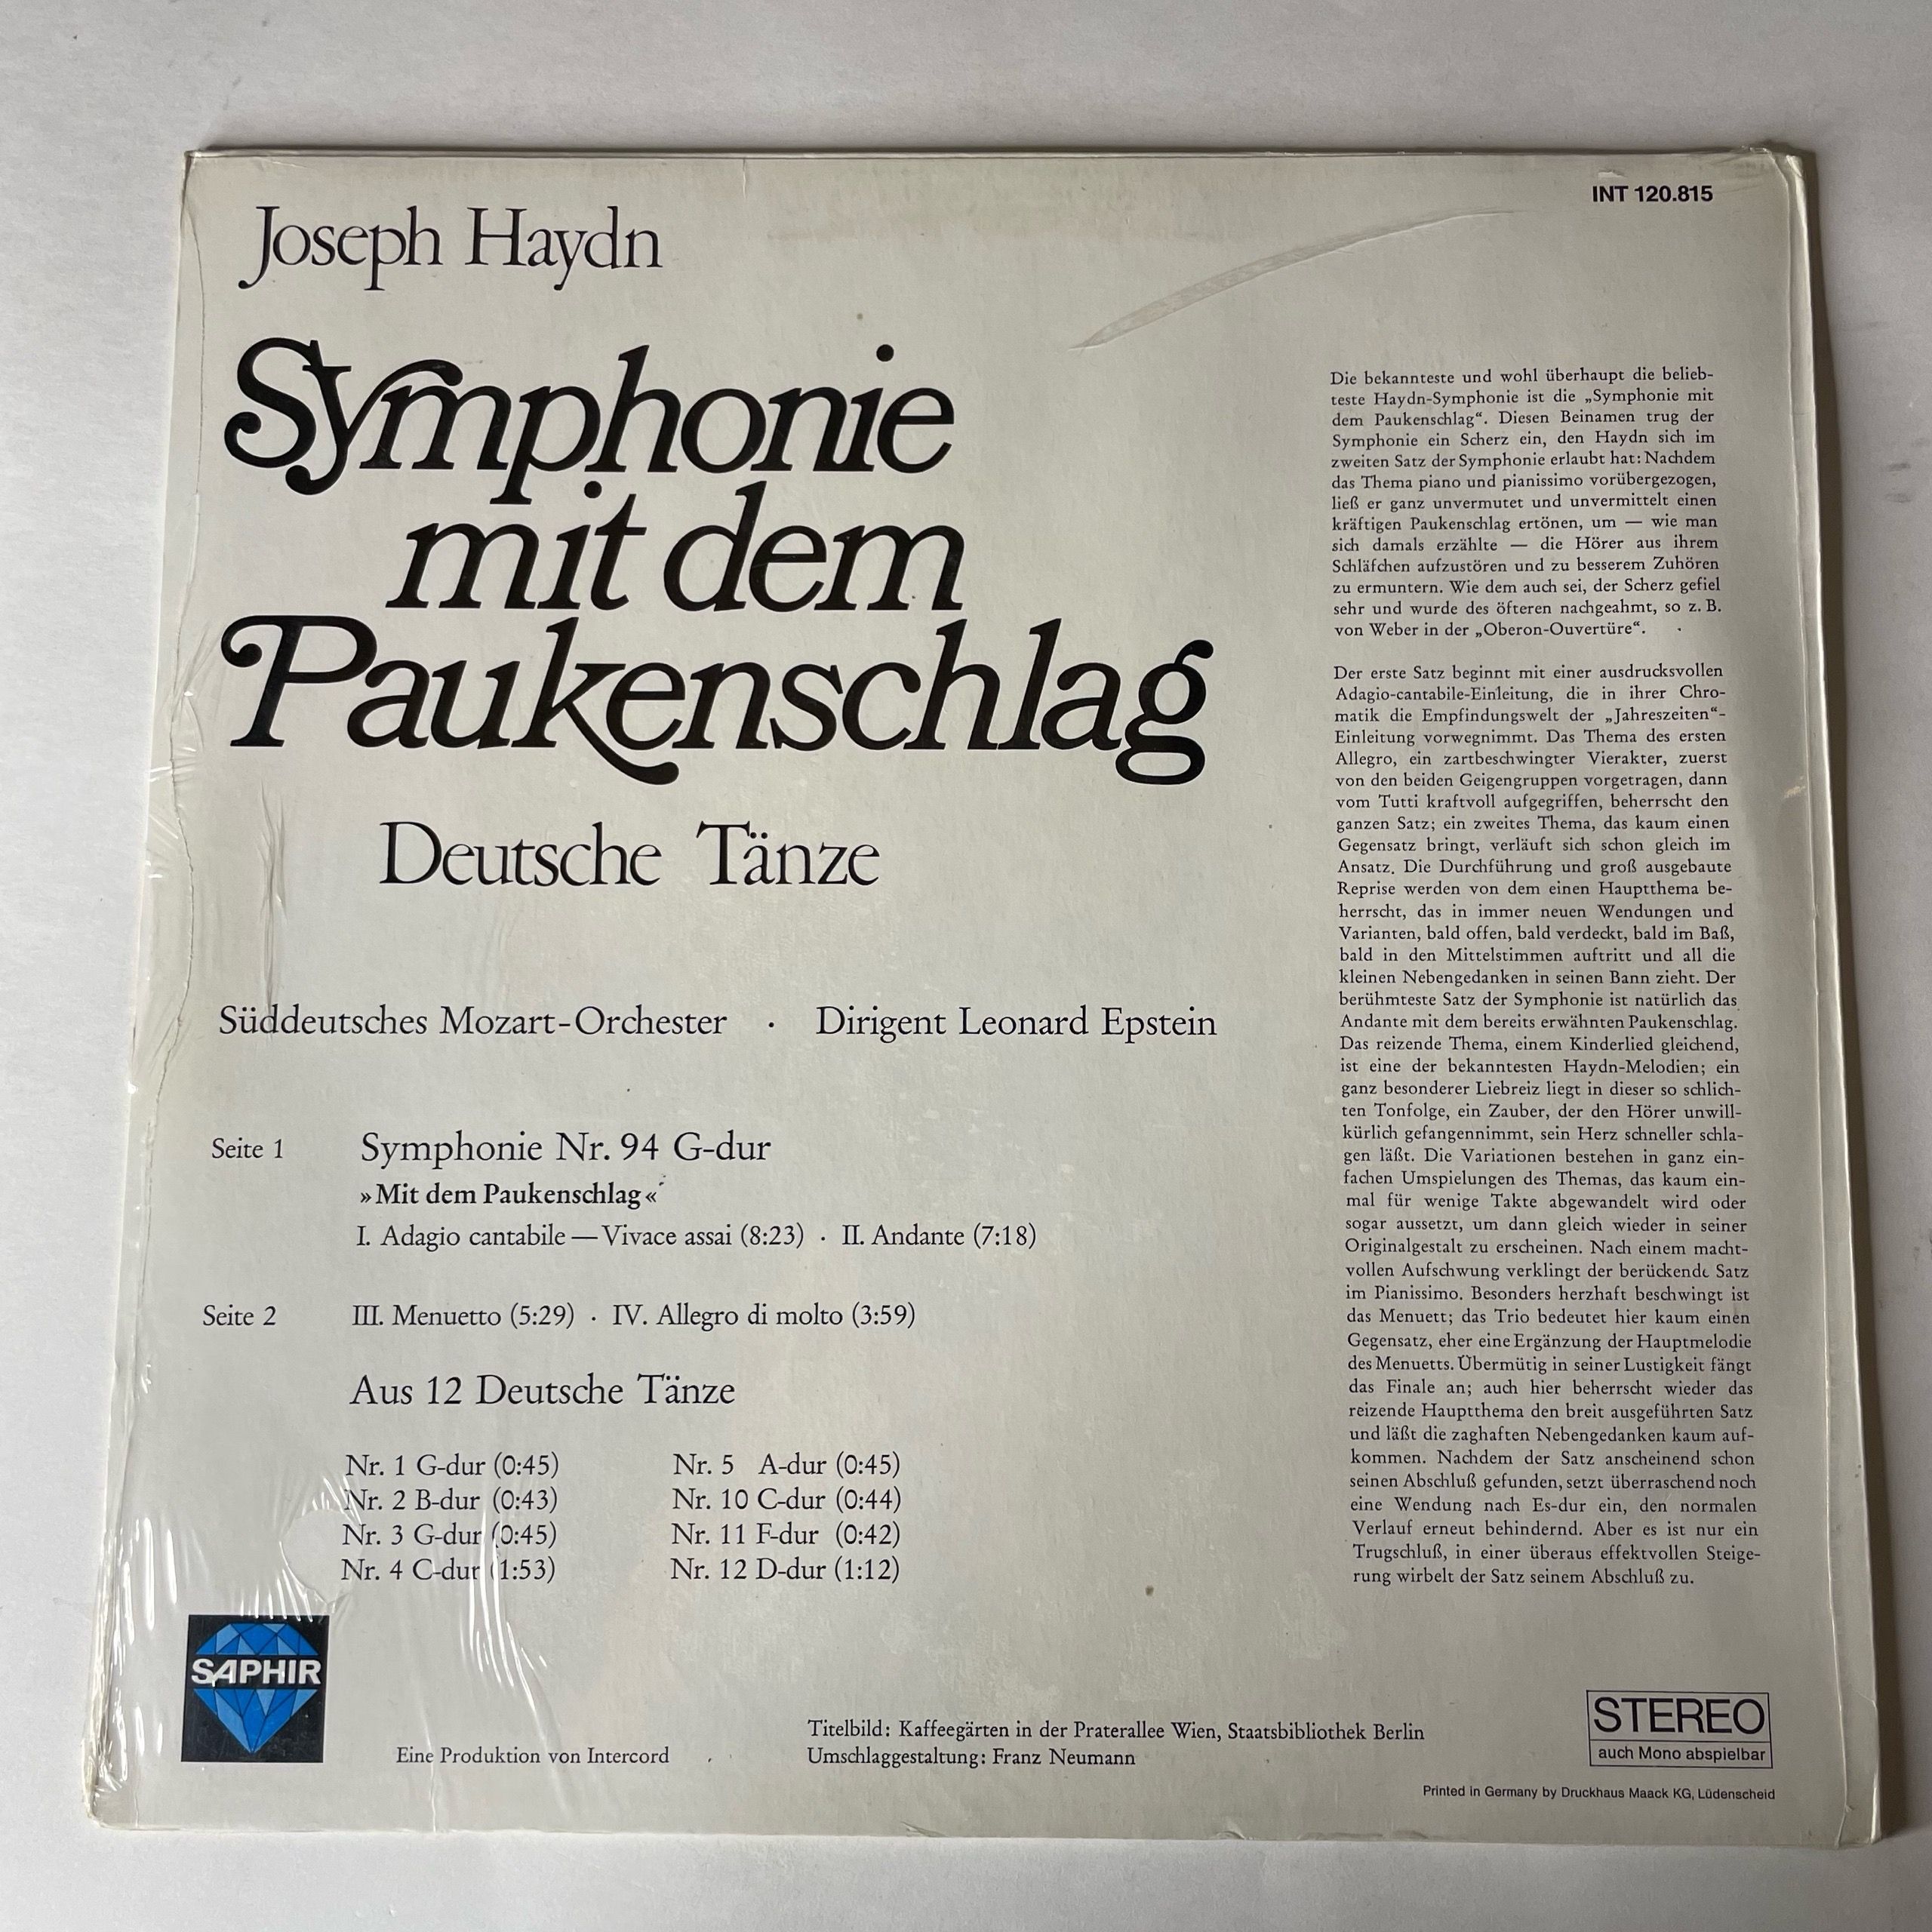 INT 120.815
Joseph Haydn
Symphonie
mit dem
Paukenschlag
Deutsche Tänze
Süddeutsches Mozart-Orchester · Dirigent Leonard Epstein
Seite 1 Symphonie Nr. 94 G-dur
»Mit dem Paukenschlag«
I. Adagio cantabile — Vivace assai (8:23) · II. Andante (7:18)
Seite 2 III. Menuetto (5:29) · IV. Allegro di molto (3:59)
Aus 12 Deutsche Tänze
Nr. 1 G-dur (0:45) Nr. 5 A-dur (0:45)
Nr. 2 B-dur (0:43) Nr. 10 C-dur (0:44)
Nr. 3 G-dur (0:45) Nr. 11 F-dur (0:42)
Nr. 4 C-dur (1:53) Nr. 12 D-dur (1:12)
Die bekannteste und wohl überhaupt die belieb-
teste Haydn-Symphonie ist die „Symphonie mit
dem Paukenschlag“. Diesen Beinamen trug der
Symphonie ein Scherz ein, den Haydn sich im
zweiten Satz der Symphonie erlaubt hat: Nachdem
das Thema piano und pianissimo vorübergezogen,
ließ er ganz unvermutet und unvermittelt einen
kräftigen Paukenschlag ertönen, um — wie man
sich damals erzählte — die Hörer aus ihrem
Schläfchen aufzustören und zu besserem Zuhören
zu ermuntern. Wie dem auch sei, der Scherz gefiel
sehr und wurde des öfteren nachgeahmt, so z. B.
von Weber in der „Oberon-Ouvertüre“.
Der erste Satz beginnt mit einer ausdrucksvollen
Adagio-cantabile-Einleitung, die in ihrer Chro-
matik die Empfindungswelt der „Jahreszeiten“-
Einleitung vorwegnimmt. Das Thema des ersten
Allegro, ein zartbeschwingter Vierakter, zuerst
von den beiden Geigengruppen vorgetragen, dann
vom Tutti kraftvoll aufgegriffen, beherrscht den
ganzen Satz; ein zweites Thema, das kaum einen
Gegensatz bringt, verläuft sich schon gleich im
Ansatz. Die Durchführung und groß ausgebaute
Reprise werden von dem einen Hauptthema be-
herrscht, das in immer neuen Wendungen und
Varianten, bald offen, bald verdeckt, bald im Baß,
bald in den Mittelstimmen auftritt und all die
kleinen Nebengedanken in seinen Bann zieht. Der
berühmteste Satz der Symphonie ist natürlich das
Andante mit dem bereits erwähnten Paukenschlag.
Das reizende Thema, einem Kinderlied gleichend,
ist eine der bekanntesten Haydn-Melodien; ein
ganz besonderer Liebreiz liegt in dieser so schlich-
ten Tonfolge, ein Zauber, der den Hörer unwill-
kürlich gefangennimmt, sein Herz schneller schla-
gen läßt. Die Variationen bestehen in ganz ein-
fachen Umspielungen des Themas, das kaum ein-
mal für wenige Takte abgewandelt wird oder
sogar aussetzt, um dann gleich wieder in seiner
Originalgestalt zu erscheinen. Nach einem macht-
vollen Aufschwung verklingt der berückende Satz
im Pianissimo. Besonders herzhaft beschwingt ist
das Menuett; das Trio bedeutet hier kaum einen
Gegensatz, eher eine Ergänzung der Hauptmelodie
des Menuetts. Übermütig in seiner Lustigkeit fängt
das Finale an; auch hier beherrscht wieder das
reizende Hauptthema den breit ausgeführten Satz
und läßt die zaghaften Nebengedanken kaum auf-
kommen. Nachdem der Satz anscheinend schon
seinen Abschluß gefunden, setzt überraschend noch
eine Wendung nach Es-dur ein, den normalen
Verlauf erneut behindernd. Aber es ist nur ein
Trugschluß, in einer überaus effektvollen Steige-
rung wirbelt der Satz seinem Abschluß zu.
SAPHIR
Eine Produktion von Intercord
Titelbild: Kaffeegärten in der Praterallee Wien, Staatsbibliothek Berlin
Umschlaggestaltung: Franz Neumann
STEREO
auch Mono abspielbar
Printed in Germany by Druckhaus Maack KG, Lüdenscheid